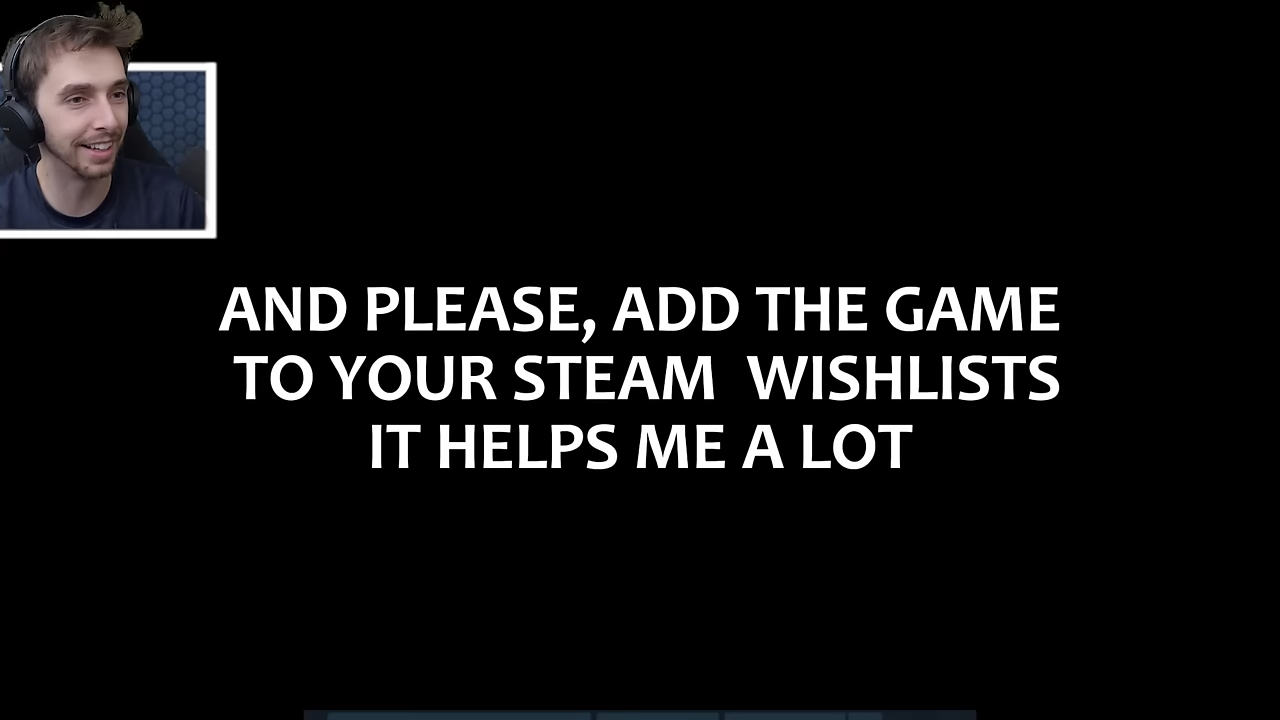 AND PLEASE, ADD THE GAME
TO YOUR STEAM  WISHLISTS
IT HELPS ME A LOT